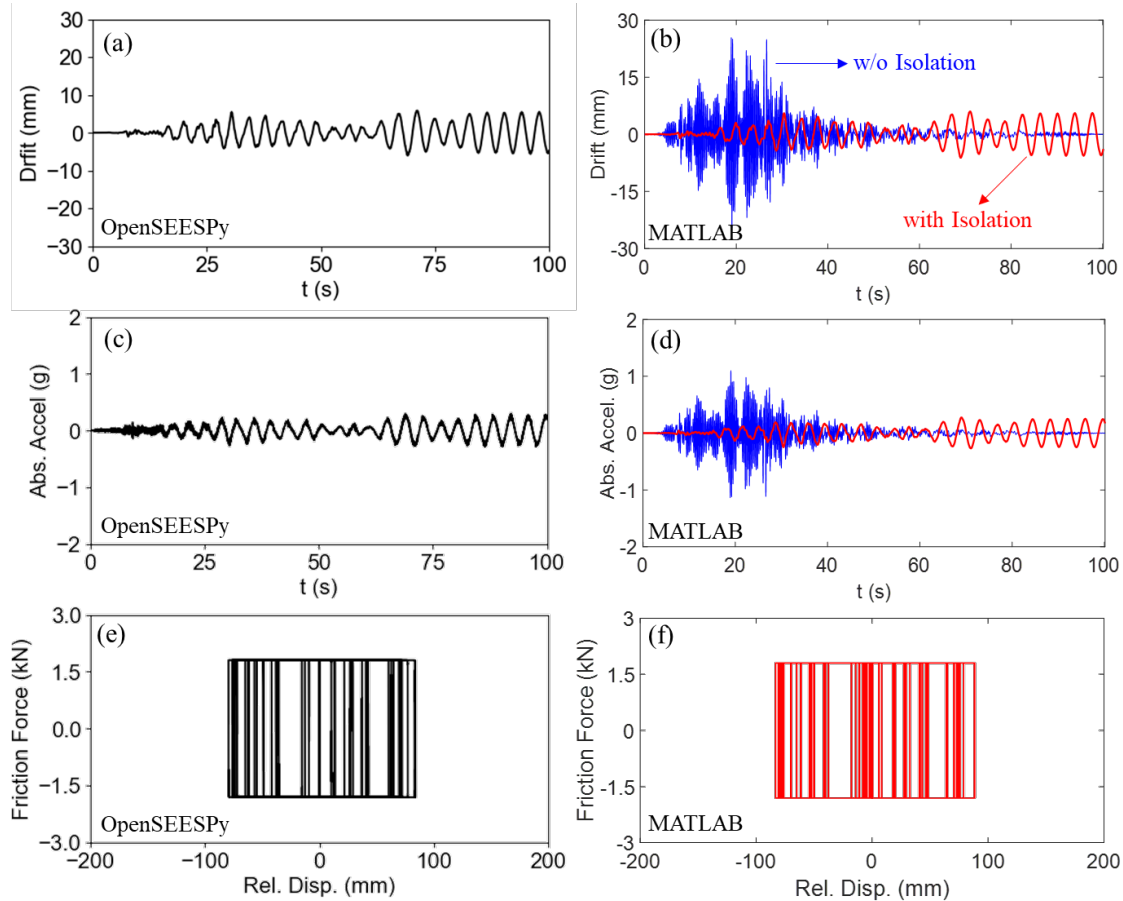 (a)
30
20
10
0
−10
−20
−30
Drfit (mm)
OpenSEESPy
0 25 50 75 100
t (s)
(b)
30
15
0
-15
-30
Drift (mm)
w/o Isolation
with Isolation
MATLAB
0 20 40 60 80 100
t (s)
(c)
2
1
0
−1
−2
Abs. Accel (g)
OpenSEESPy
0 25 50 75 100
t (s)
(d)
2
1
0
-1
-2
Abs. Accel. (g)
MATLAB
0 20 40 60 80 100
t (s)
(e)
3.0
1.5
0.0
−1.5
−3.0
Friction Force (kN)
OpenSEESPy
−200 −100 0 100 200
Rel. Disp. (mm)
(f)
3
1.5
0
-1.5
-3
Friction Force (kN)
MATLAB
-200 -100 0 100 200
Rel. Disp. (mm)